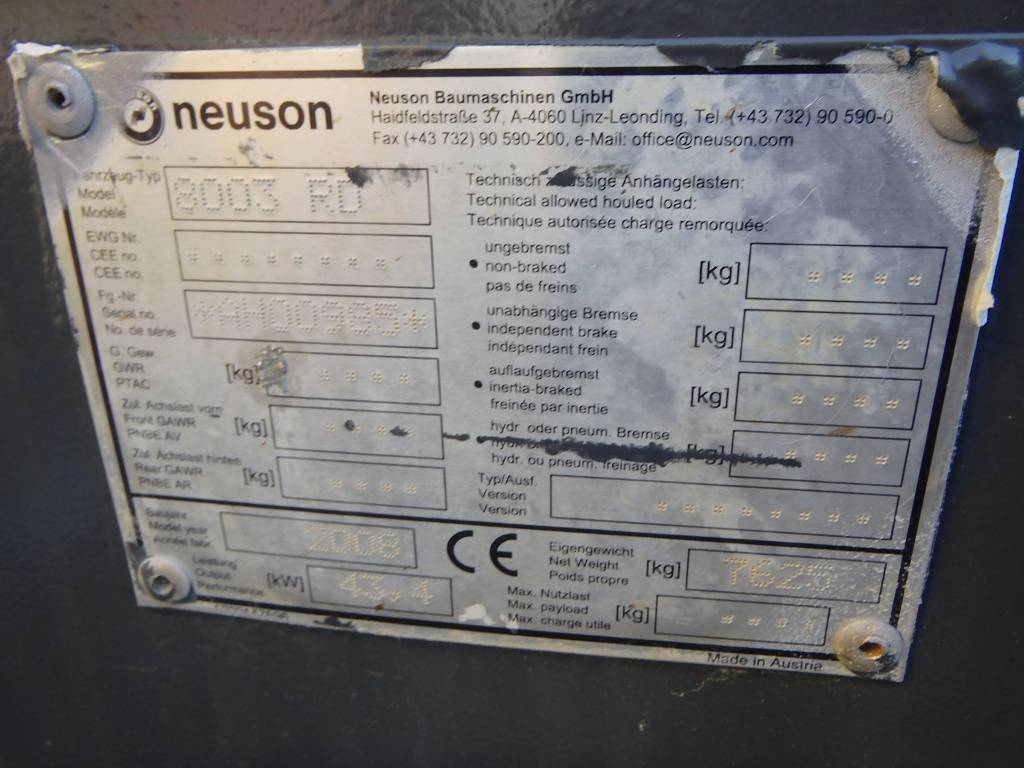 neuson
Neuson Baumaschinen GmbH
Haidfeldstraße 37, A-4060 Linz-Leonding, Tel. (+43 732) 90 590-0
Fax (+43 732) 90 590-200, e-Mail: office@neuson.com
Fahrzeug-Typ
Model
Modèle
8003 RD
EWG Nr.
CEE no.
CEE no.
* * * * * * * *
Fg.-Nr.
Serial no.
No. de série
*AH00985*
G. Gew.
GWR
PTAC
[kg]
* * * *
Zul. Achslast vorn
Front GAWR
PNBE AV
[kg]
Zul. Achslast hinten
Rear GAWR
PNBE AR
[kg]
* * * *
Technisch zulässige Anhängelasten:
Technical allowed houled load:
Technique autorisée charge remorquée:
ungebremst
• non-braked
pas de freins
[kg]
* * * *
unabhängige Bremse
• independent brake
indépendant frein
[kg]
* * * *
auflaufgebremst
• inertia-braked
freinée par inertie
[kg]
* * * *
hydr. oder pneum. Bremse
hydr. ou pneum. freinage
[kg]
* * * *
Typ/Ausf.
Version
Version
* * * * * * * *
Baujahr
Model year
Année fabr.
2008
Leistung
Output
Performance
[kW]
43,4
CE
Eigengewicht
Net Weight
Poids propre
[kg]
7625
Max. Nutzlast
Max. payload
Max. charge utile
[kg]
* * * *
Made in Austria